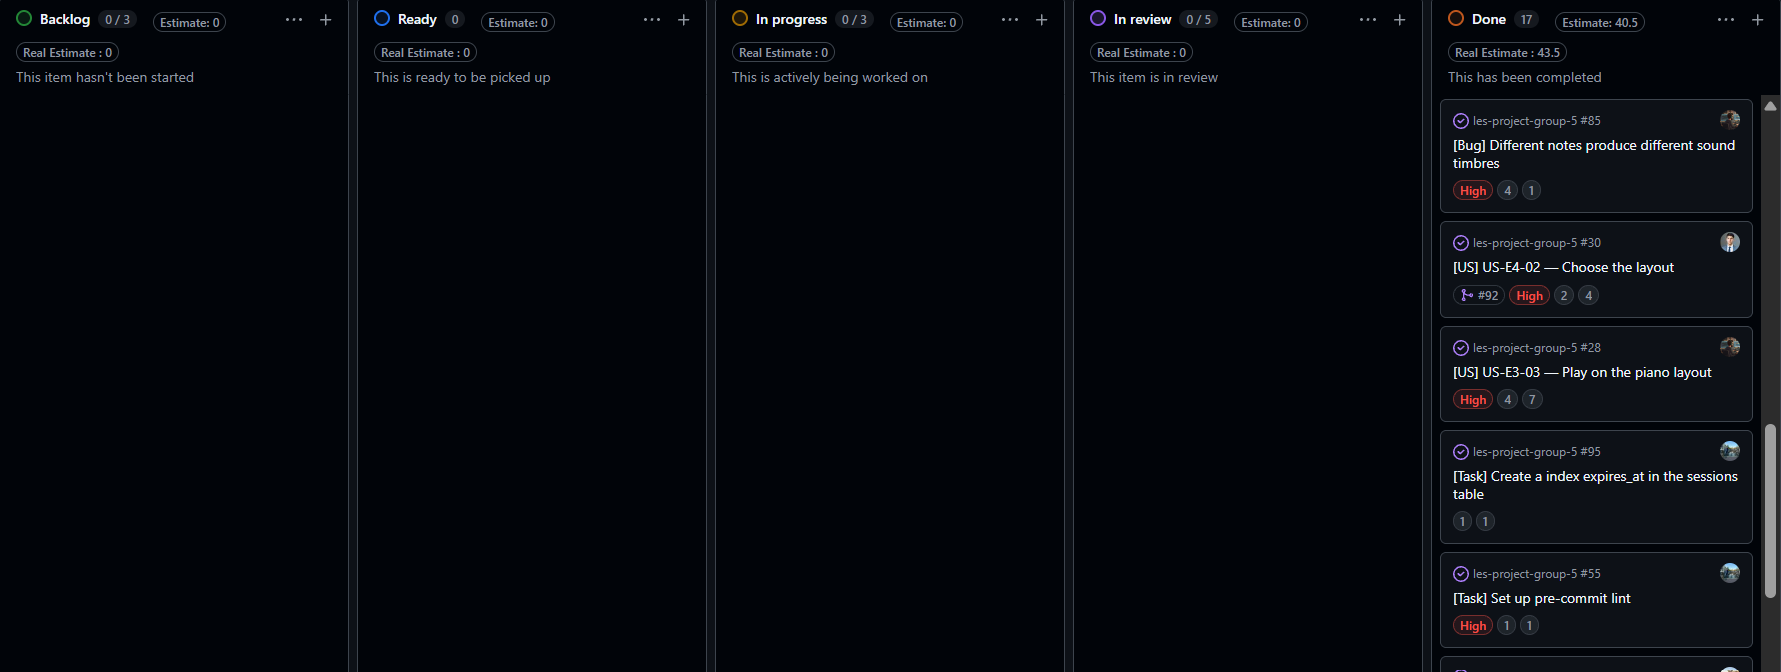 Backlog 0 / 3 Estimate: 0
Real Estimate : 0
This item hasn't been started
Ready 0 Estimate: 0
Real Estimate : 0
This is ready to be picked up
In progress 0 / 3 Estimate: 0
Real Estimate : 0
This is actively being worked on
In review 0 / 5 Estimate: 0
Real Estimate : 0
This item is in review
Done 17 Estimate: 40.5
Real Estimate : 43.5
This has been completed
les-project-group-5 #85
[Bug] Different notes produce different sound
timbres
High 4 1
les-project-group-5 #30
[US] US-E4-02 — Choose the layout
#92 High 2 4
les-project-group-5 #28
[US] US-E3-03 — Play on the piano layout
High 4 7
les-project-group-5 #95
[Task] Create a index expires_at in the sessions
table
1 1
les-project-group-5 #55
[Task] Set up pre-commit lint
High 1 1